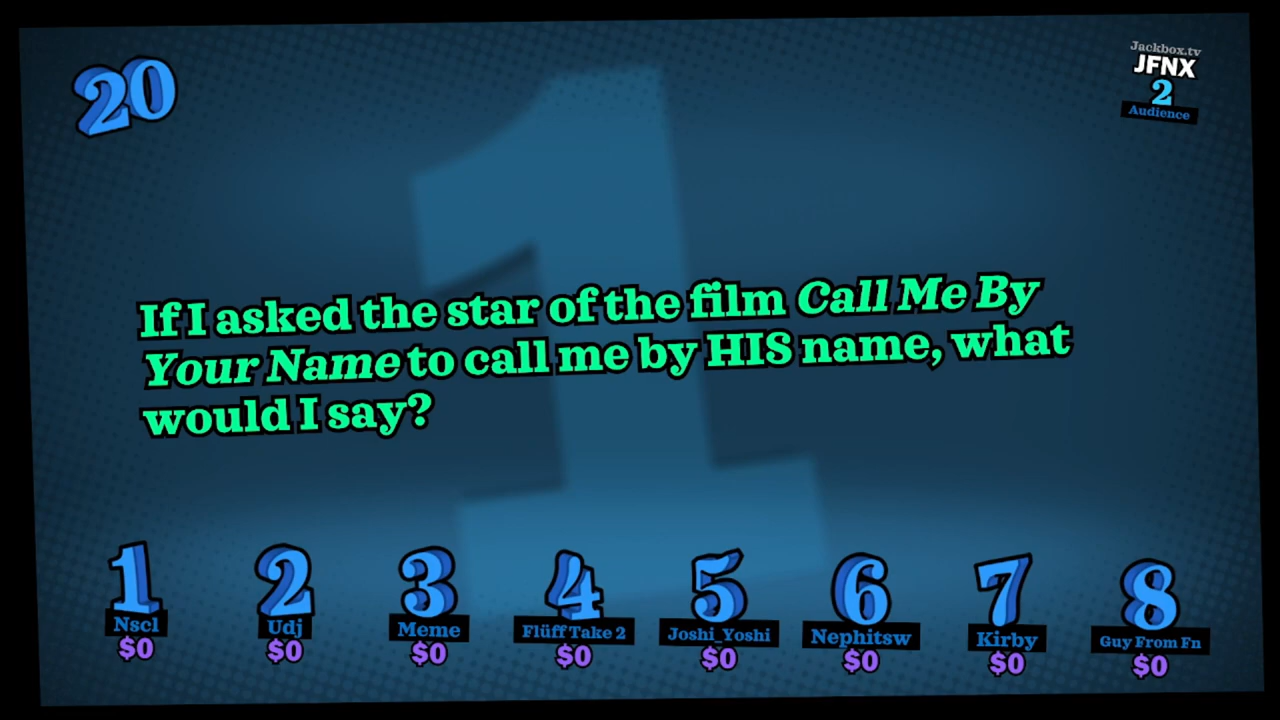 20
Jackbox.tv
JFNX
2
Audience
If I asked the star of the film Call Me By
Your Name to call me by HIS name, what
would I say?
1
1 2 3 4 5 6 7 8
Nscl Udj Meme Flüff Take 2 Joshi_Yoshi Nephitsw Kirby Guy From Fn
$0 $0 $0 $0 $0 $0 $0 $0